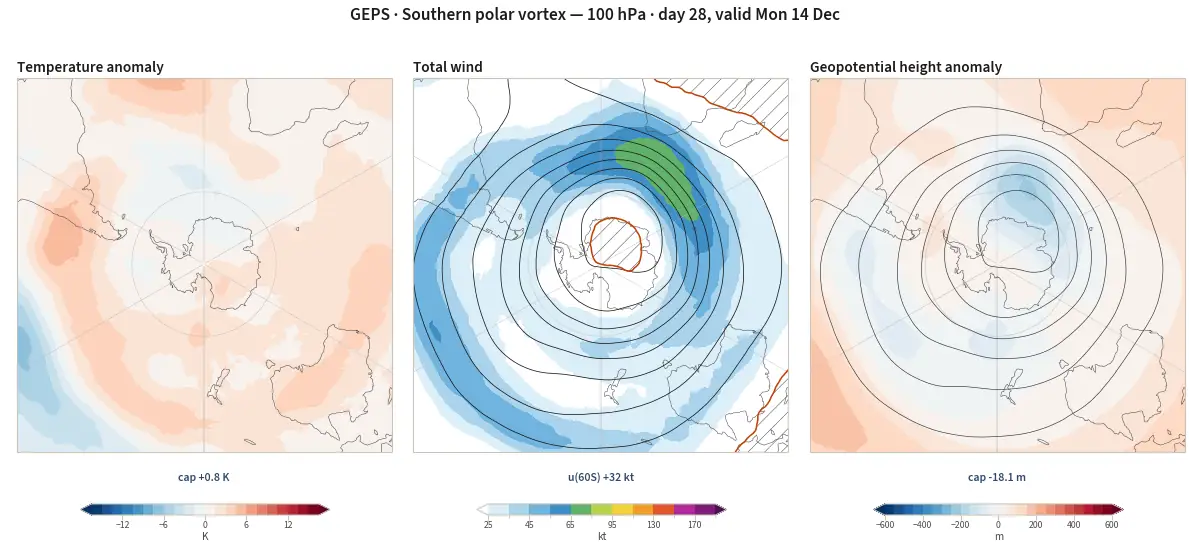 GEPS · Southern polar vortex — 100 hPa · day 28, valid Mon 14 Dec
Temperature anomaly
Total wind
Geopotential height anomaly
cap +0.8 K
u(60S) +32 kt
cap -18.1 m
−12 −6 0 6 12
K
25 45 65 95 130 170
kt
−600 −400 −200 0 200 400 600
m